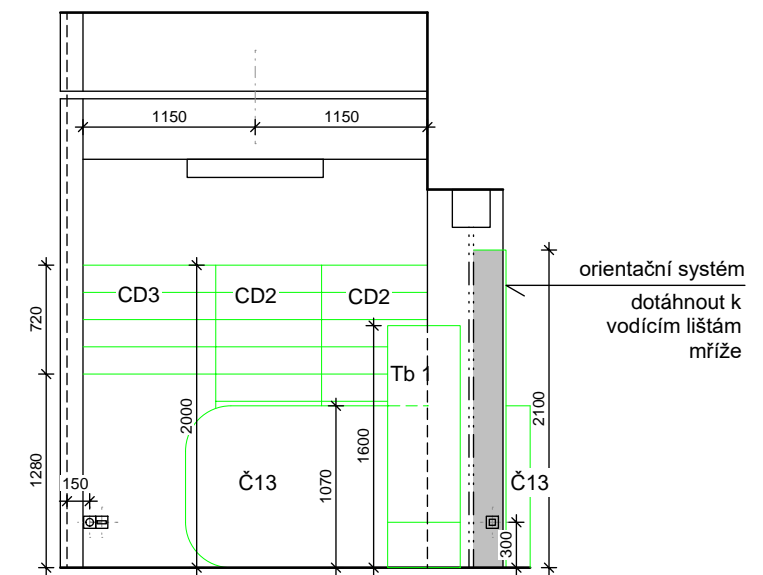 1150
1150
orientační systém
dotáhnout k
vodícím lištám
mříže
CD3
CD2
CD2
720
Tb 1
2000
1600
2100
1280
1070
150
Č13
Č13
300